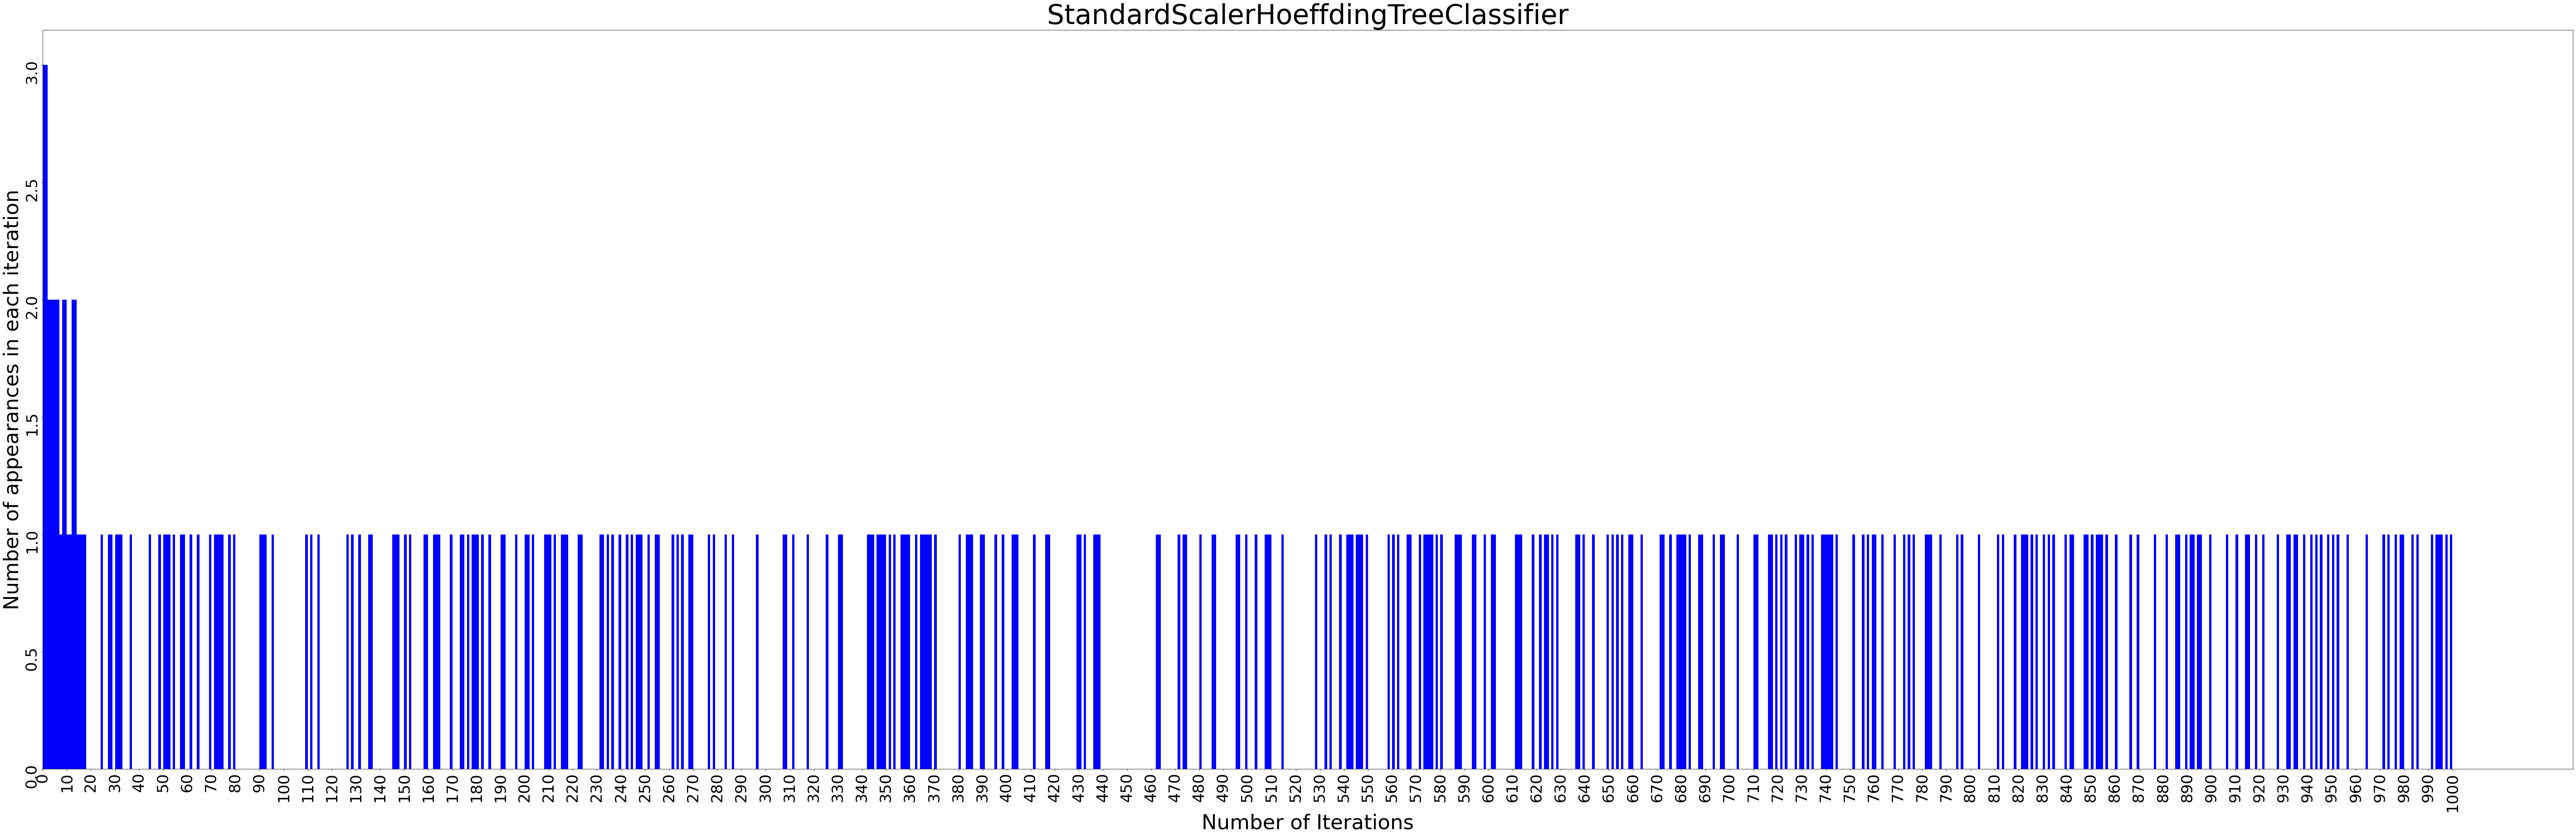 StandardScalerHoeffdingTreeClassifier
Number of appearances in each iteration
3.0
2.5
2.0
1.5
1.0
0.5
0.0
0 10 20 30 40 50 60 70 80 90 100 110 120 130 140 150 160 170 180 190 200 210 220 230 240 250 260 270 280 290 300 310 320 330 340 350 360 370 380 390 400 410 420 430 440 450 460 470 480 490 500 510 520 530 540 550 560 570 580 590 600 610 620 630 640 650 660 670 680 690 700 710 720 730 740 750 760 770 780 790 800 810 820 830 840 850 860 870 880 890 900 910 920 930 940 950 960 970 980 990 1000
Number of Iterations